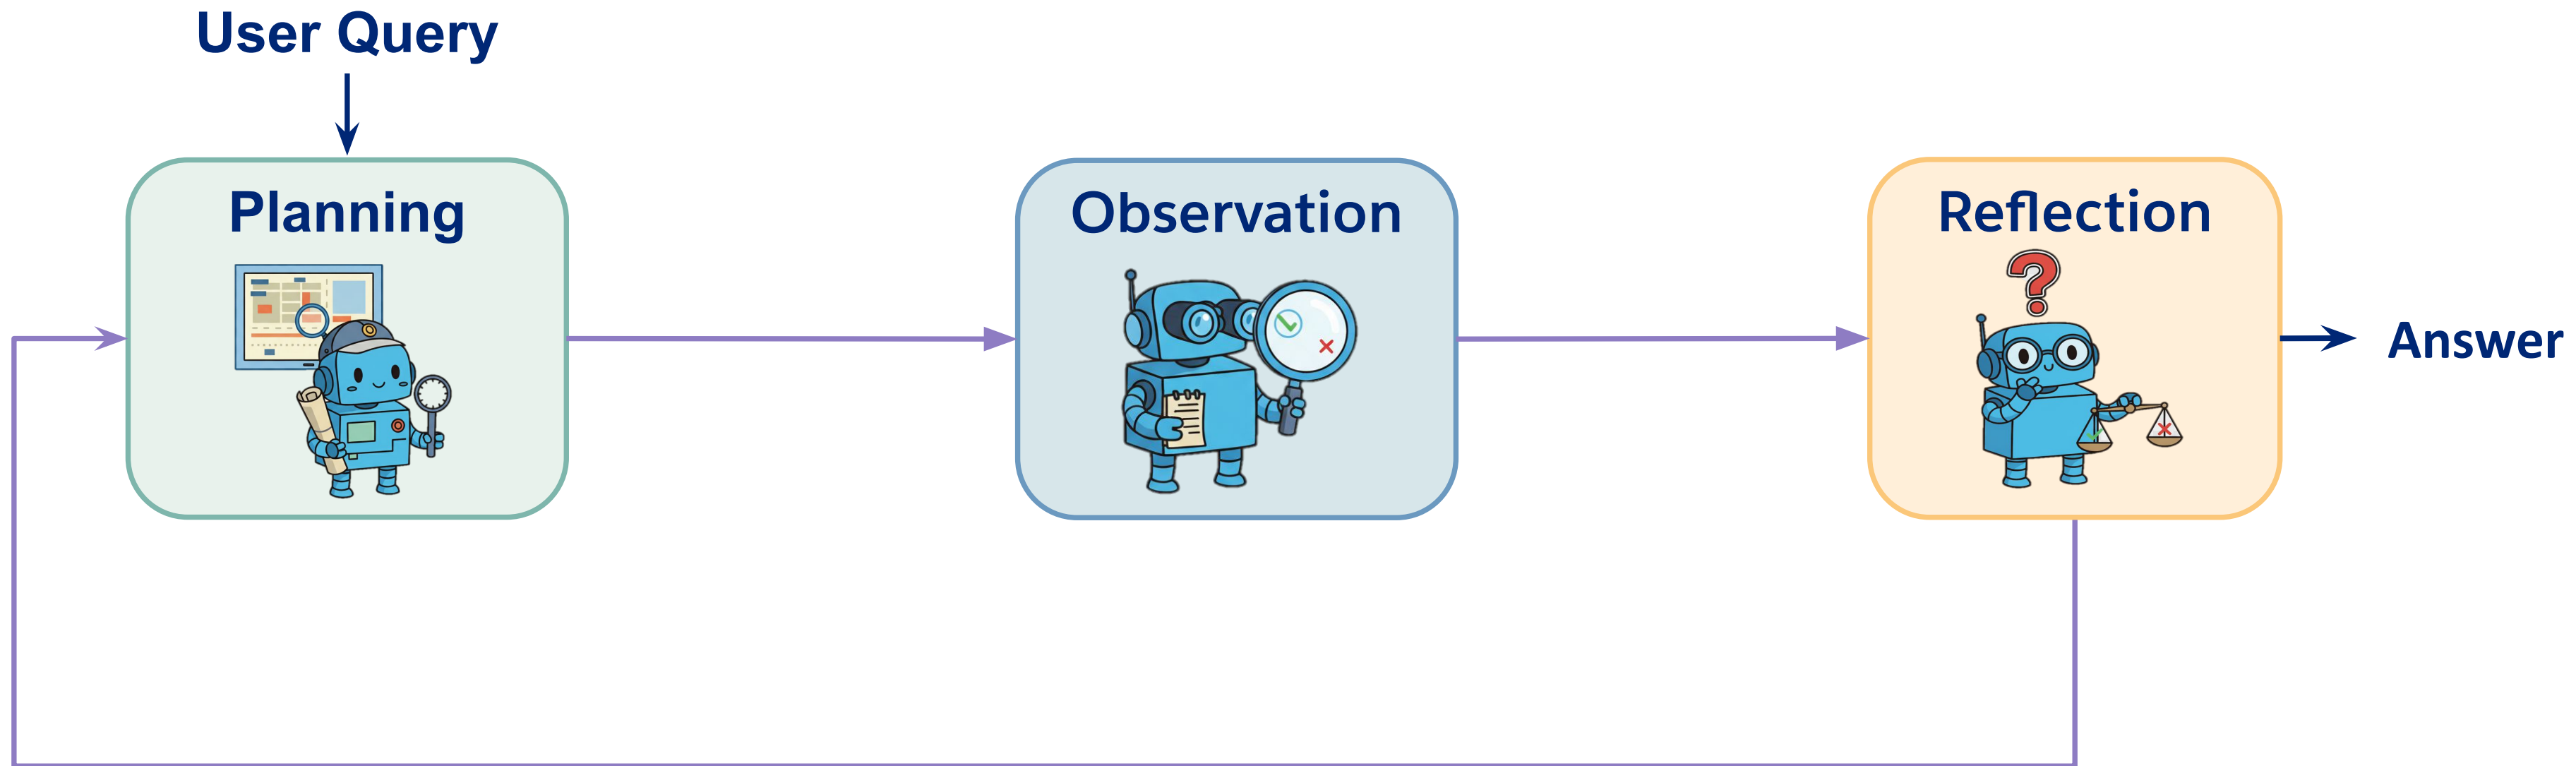 User Query
Planning
Observation
Reflection
?
Answer